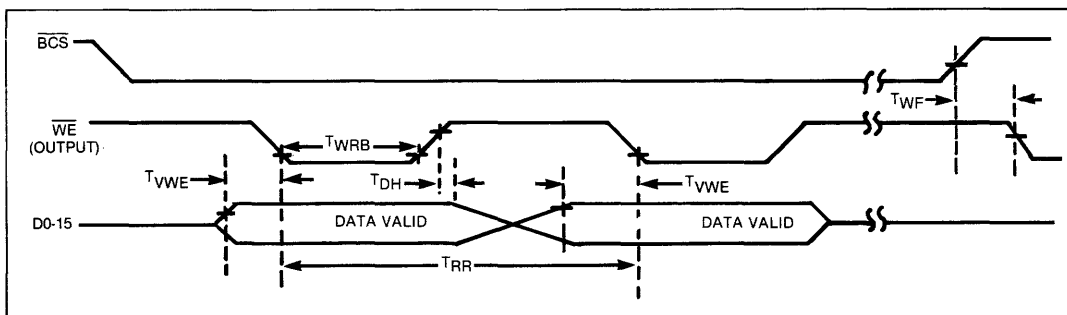 BCS
TWF
WE
(OUTPUT)
TWRB
TVWE
TDH
TVWE
D0-15
DATA VALID
DATA VALID
TRR